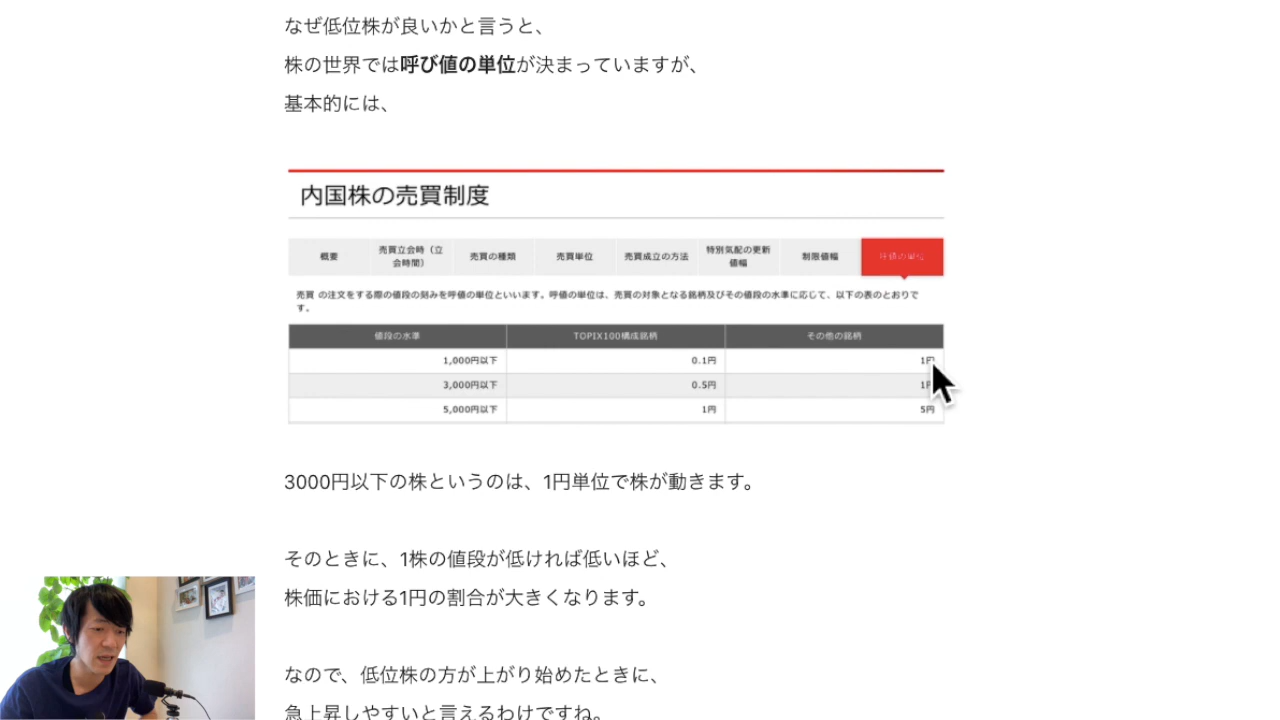 なぜ低位株が良いかと言うと、
株の世界では呼び値の単位が決まっていますが、
基本的には、
内国株の売買制度
概要
売買立会時（立
会時間）
売買の種類
売買単位
売買成立の方法
特別気配の更新
値幅
制限値幅
呼値の単位
売買 の注文をする際の値段の刻みを呼値の単位といいます。呼値の単位は、売買の対象となる銘柄及びその値段の水準に応じて、以下の表のとおりで
す。
値段の水準 TOPIX100構成銘柄 その他の銘柄
1,000円以下 0.1円 1円
3,000円以下 0.5円 1円
5,000円以下 1円 5円
3000円以下の株というのは、1円単位で株が動きます。
そのときに、1株の値段が低ければ低いほど、
株価における1円の割合が大きくなります。
なので、低位株の方が上がり始めたときに、
急上昇しやすいと言えるわけですね。